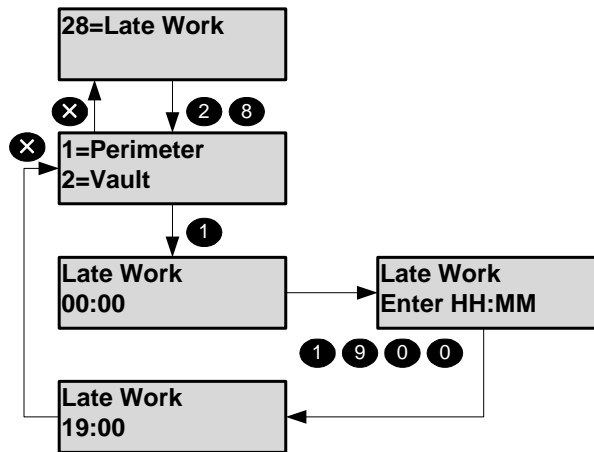 28=Late Work
2 8
1=Perimeter
2=Vault
1
Late Work
00:00
Late Work
Enter HH:MM
1 9 0 0
Late Work
19:00